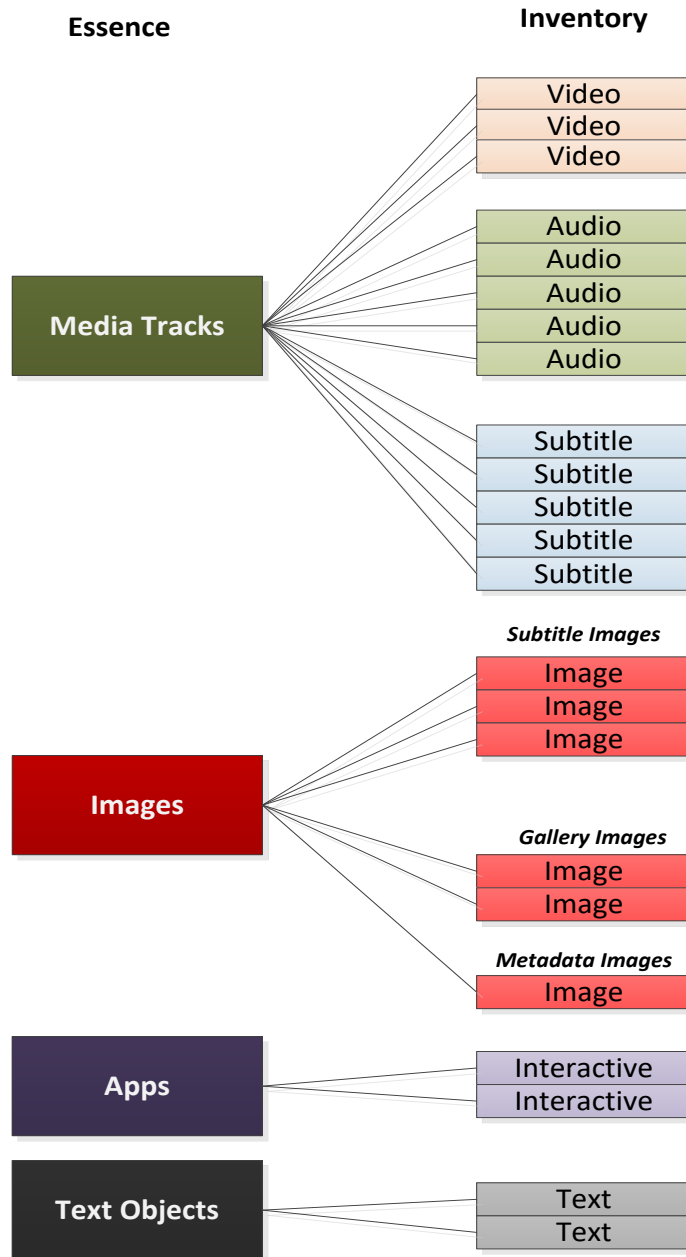 Essence
Inventory
Video
Video
Video
Audio
Audio
Audio
Audio
Audio
Media Tracks
Subtitle
Subtitle
Subtitle
Subtitle
Subtitle
Subtitle Images
Image
Image
Image
Images
Gallery Images
Image
Image
Metadata Images
Image
Apps
Interactive
Interactive
Text Objects
Text
Text